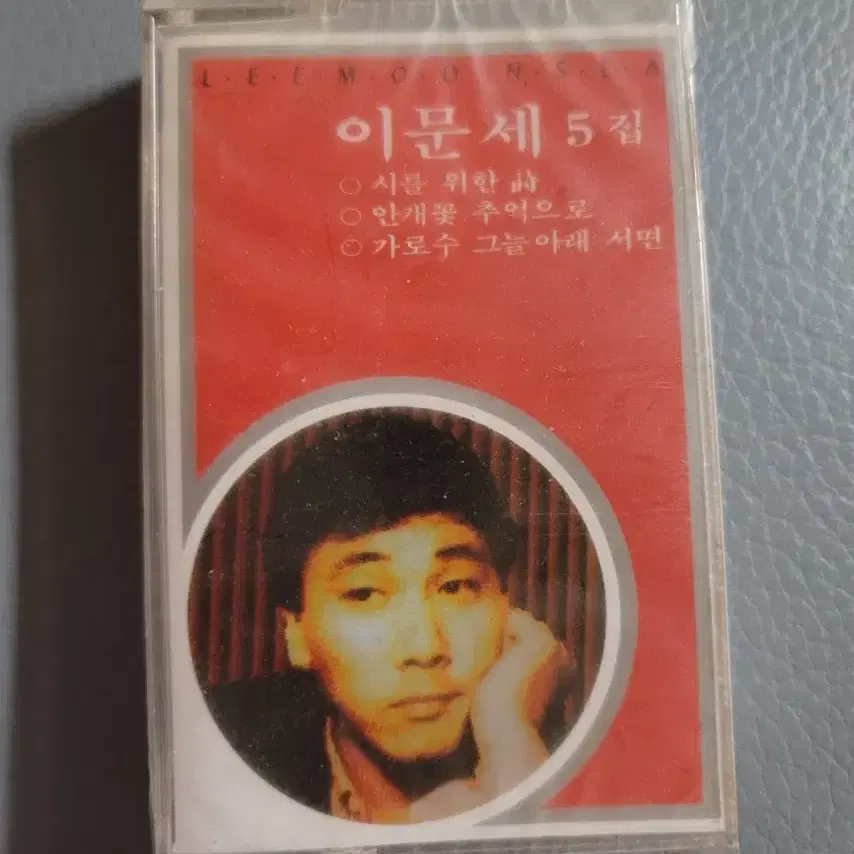 L·E·E·M·O·O·N·S·E·A
이문세 5집
○ 시를 위한 詩
○ 안개꽃 추억으로
○ 가로수 그늘아래 서면